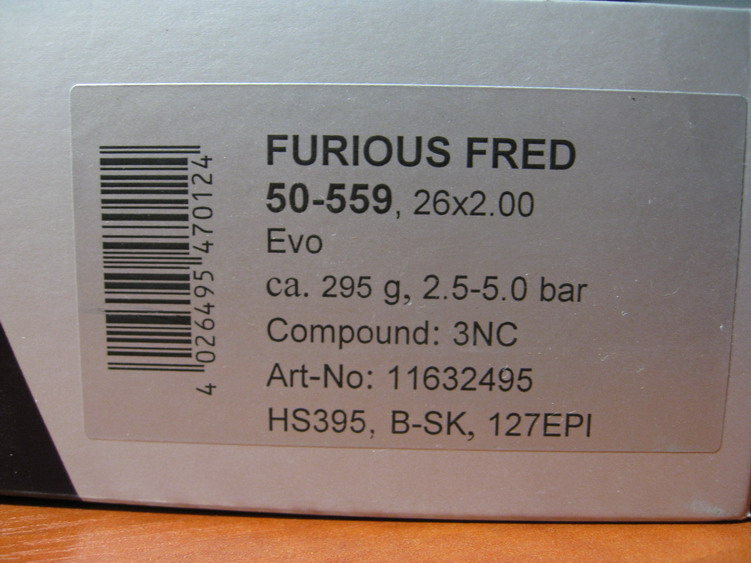 FURIOUS FRED
50-559, 26x2.00
Evo
ca. 295 g, 2.5-5.0 bar
Compound: 3NC
Art-No: 11632495
HS395, B-SK, 127EPI
4 026495 470124